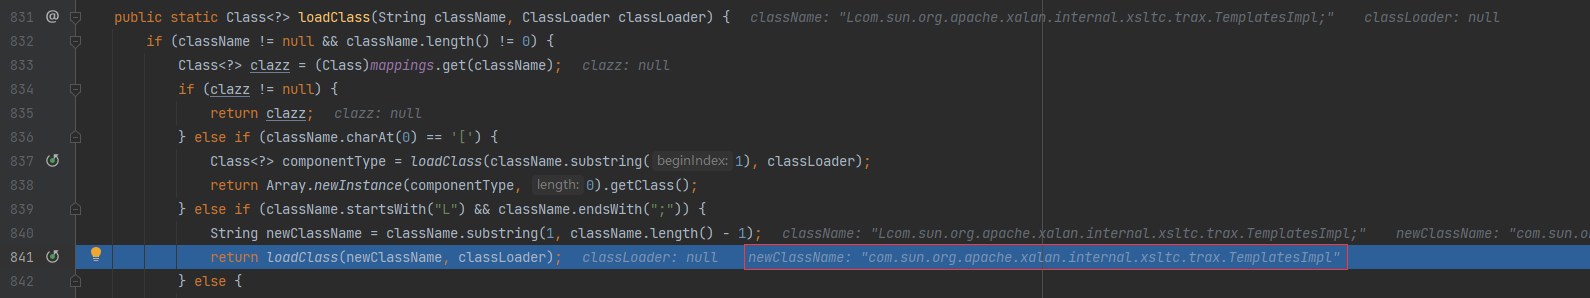 831 @ public static Class<?> loadClass(String className, ClassLoader classLoader) { className: "Lcom.sun.org.apache.xalan.internal.xsltc.trax.TemplatesImpl;" classLoader: null
832 if (className != null && className.length() != 0) {
833 Class<?> clazz = (Class)mappings.get(className); clazz: null
834 if (clazz != null) {
835 return clazz; clazz: null
836 } else if (className.charAt(0) == '[') {
837 Class<?> componentType = loadClass(className.substring( beginIndex: 1), classLoader);
838 return Array.newInstance(componentType, length: 0).getClass();
839 } else if (className.startsWith("L") && className.endsWith(";")) {
840 String newClassName = className.substring(1, className.length() - 1); className: "Lcom.sun.org.apache.xalan.internal.xsltc.trax.TemplatesImpl;" newClassName: "com.sun.o
841 return loadClass(newClassName, classLoader); classLoader: null newClassName: "com.sun.org.apache.xalan.internal.xsltc.trax.TemplatesImpl"
842 } else {